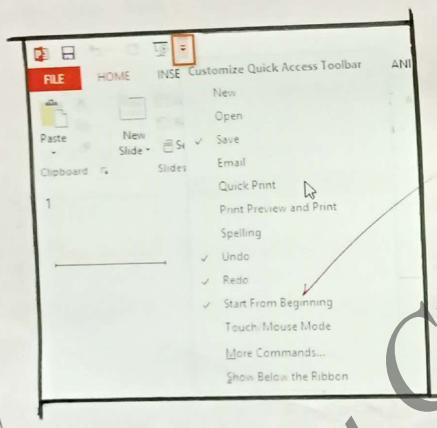 FILE HOME INSE Customize Quick Access Toolbar ANI
New
Open
Save
Email
Quick Print
Print Preview and Print
Spelling
Undo
Redo
Start From Beginning
Touch/Mouse Mode
More Commands...
Show Below the Ribbon
Paste
New
Slide
Clipboard
Slides
1